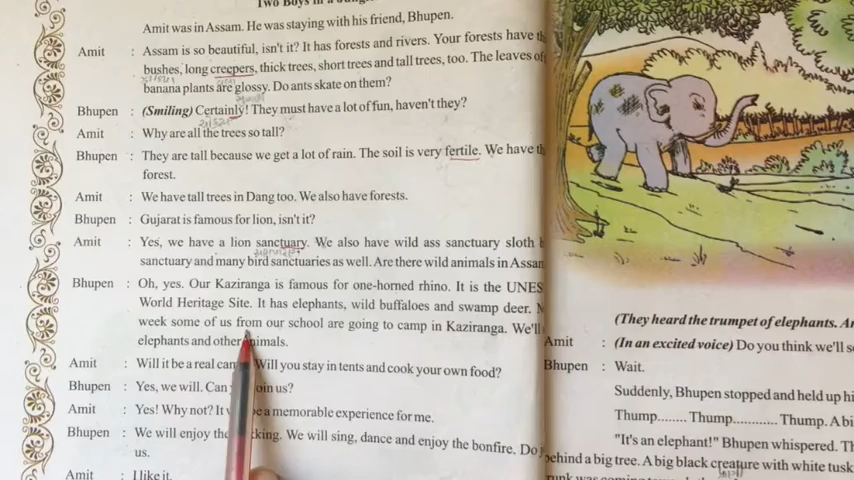 Two Boys in a
Amit was in Assam. He was staying with his friend, Bhupen.
Amit : Assam is so beautiful, isn't it? It has forests and rivers. Your forests have
bushes, long creepers, thick trees, short trees and tall trees, too. The leaves of
banana plants are glossy. Do ants skate on them?
Bhupen : (Smiling) Certainly! They must have a lot of fun, haven't they?
Amit : Why are all the trees so tall?
Bhupen : They are tall because we get a lot of rain. The soil is very fertile. We have
forest.
Amit : We have tall trees in Dang too. We also have forests.
Bhupen : Gujarat is famous for lion, isn't it?
Amit : Yes, we have a lion sanctuary. We also have wild ass sanctuary sloth
sanctuary and many bird sanctuaries as well. Are there wild animals in Assam
Bhupen : Oh, yes. Our Kaziranga is famous for one-horned rhino. It is the UNES
World Heritage Site. It has elephants, wild buffaloes and swamp deer.
week some of us from our school are going to camp in Kaziranga. We'll
elephants and other animals.
Amit : Will it be a real Will you stay in tents and cook your own food?
Bhupen : Yes, we will. Can join us?
Amit : Yes! Why not? It be a memorable experience for me.
Bhupen : We will enjoy the We will sing, dance and enjoy the bonfire. Do
us.
Amit : I like it.
(They heard the trumpet of elephants.
Amit : (In an excited voice) Do you think we'll
Bhupen : Wait.
Suddenly, Bhupen stopped and held up
Thump........ Thump............ Thump. A
"It's an elephant!" Bhupen whispered.
behind a big tree. A big black creature with white tusk